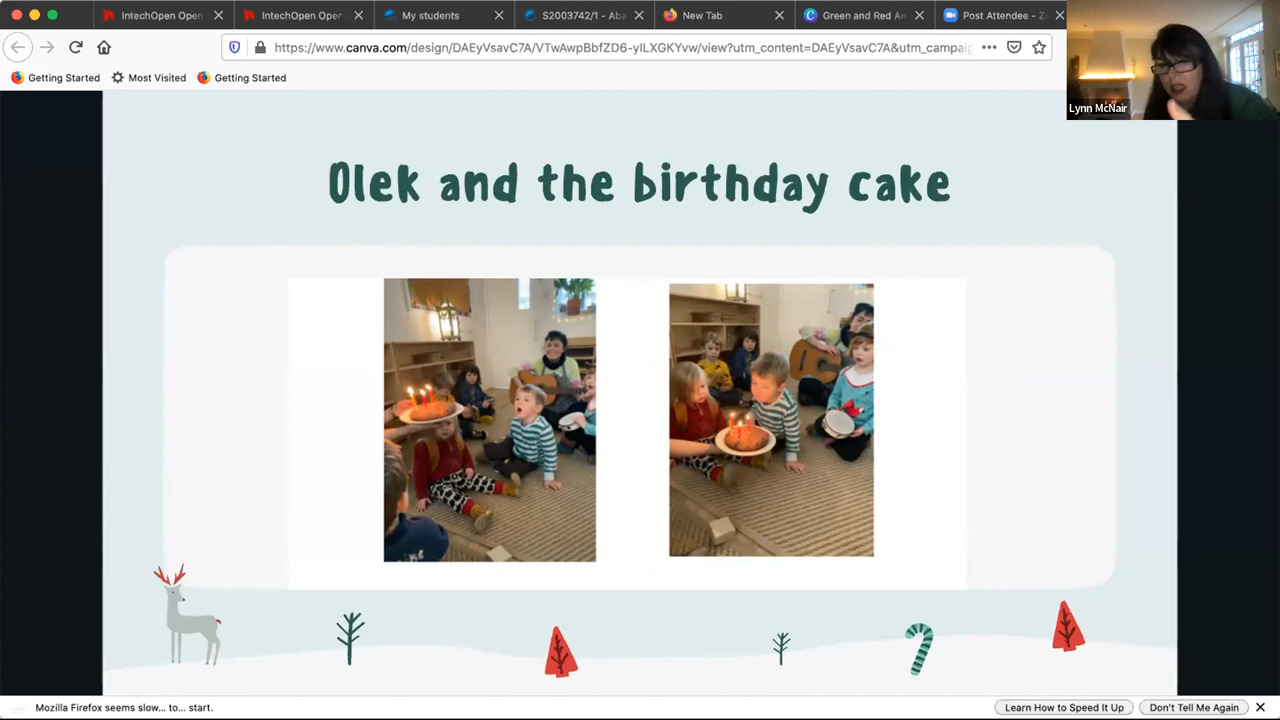 IntechOpen Open
IntechOpen Open
My students
S2003742/1 - Aba
New Tab
Green and Red An
Post Attendee - Z
https://www.canva.com/design/DAEyVsavC7A/VTwAwpBbfZD6-yILXGKYvw/view?utm_content=DAEyVsavC7A&utm_campaig
Getting Started
Most Visited
Getting Started
Lynn McNair
Olek and the birthday cake
Mozilla Firefox seems slow... to... start.
Learn How to Speed It Up
Don't Tell Me Again